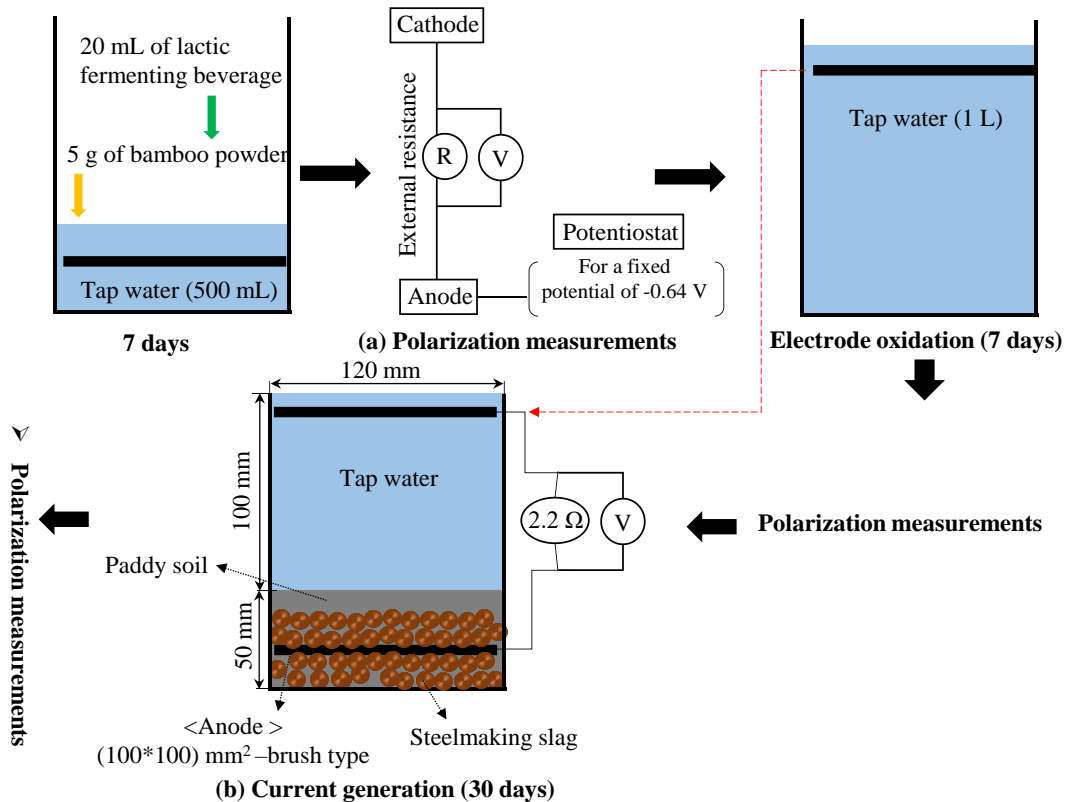 20 mL of lactic
fermenting beverage
5 g of bamboo powder
Tap water (500 mL)
7 days
Cathode
External resistance
R
V
Anode
Potentiostat
For a fixed
potential of -0.64 V
(a) Polarization measurements
Tap water (1 L)
Electrode oxidation (7 days)
120 mm
100 mm
50 mm
Tap water
Paddy soil
2.2 Ω
V
Polarization measurements
➢ Polarization measurements
<Anode >
(100*100) mm² –brush type
Steelmaking slag
(b) Current generation (30 days)